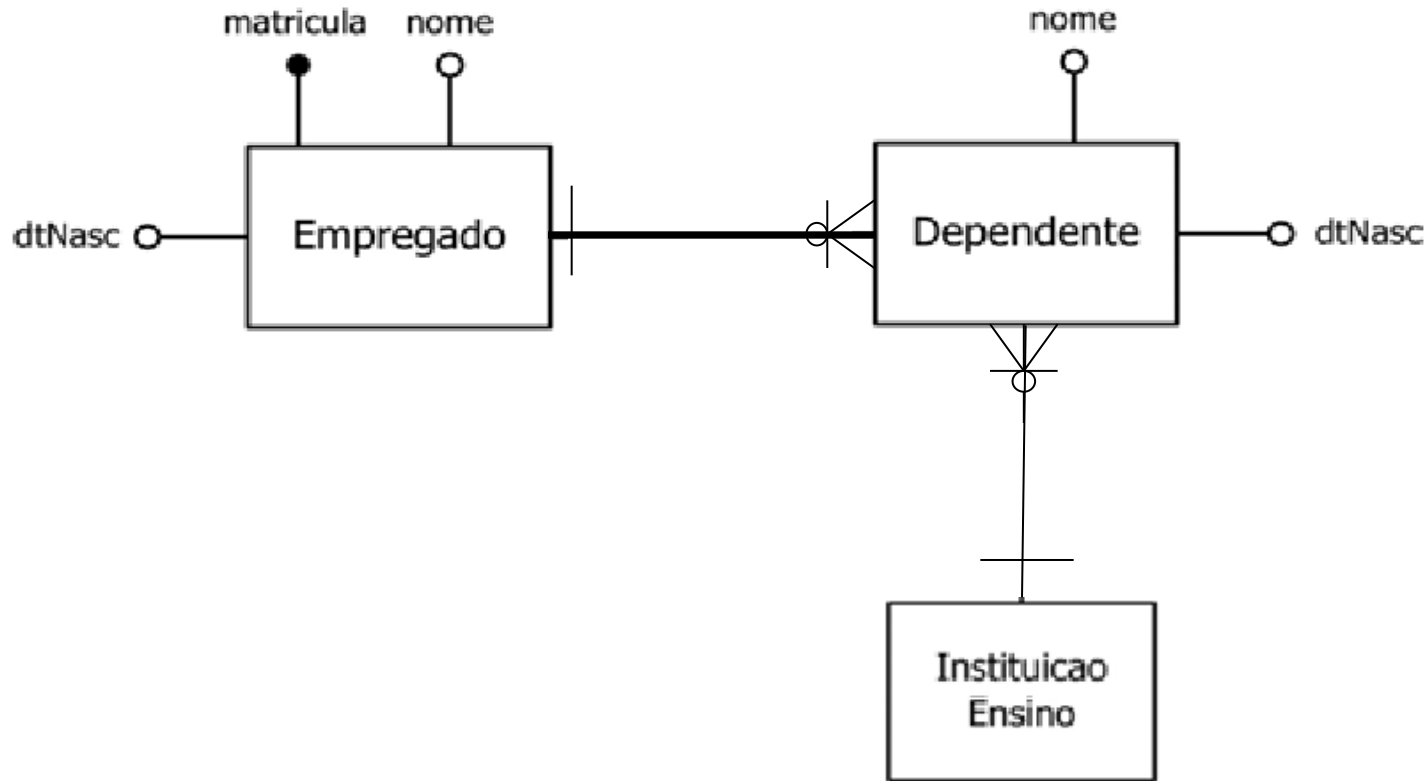 matricula
nome
nome
dtNasc
Empregado
Dependente
dtNasc
Instituicao
Ensino